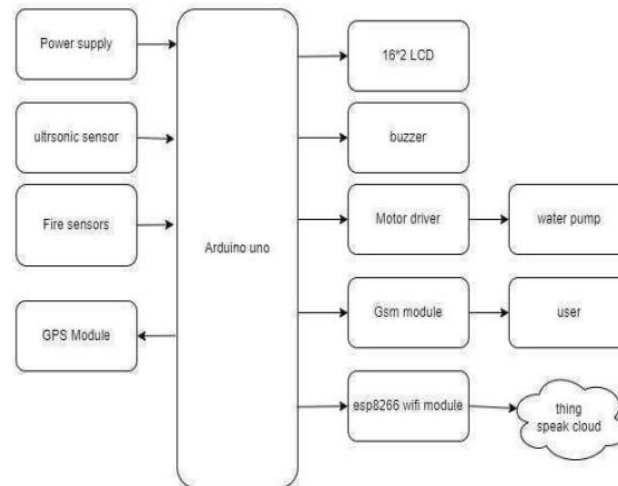 Power supply
16*2 LCD
ultrsonic sensor
buzzer
Fire sensors
Motor driver
water pump
Arduino uno
GPS Module
Gsm module
user
esp8266 wifi module
thing
speak cloud